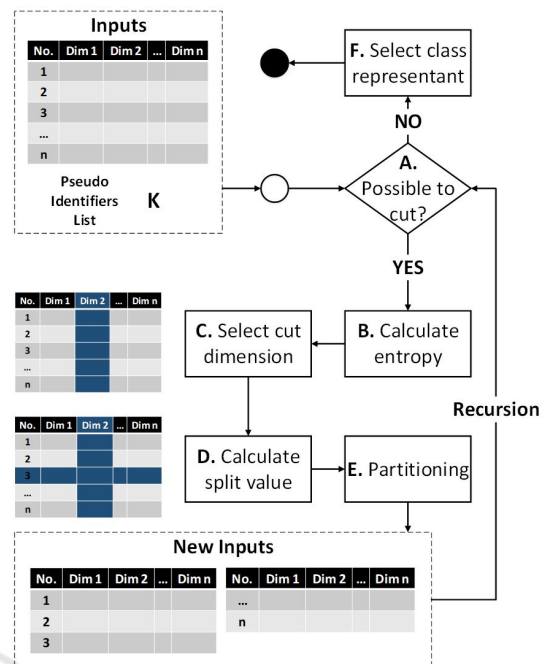 Inputs
No. Dim 1 Dim 2 ... Dim n
1
2
3
...
n
Pseudo
Identifiers
List
K
F. Select class
representant
NO
A.
Possible to
cut?
YES
B. Calculate
entropy
C. Select cut
dimension
No. Dim 1 Dim 2 ... Dim n
1
2
3
...
n
Recursion
No. Dim 1 Dim 2 ... Dim n
1
2
3
...
n
D. Calculate
split value
E. Partitioning
New Inputs
No. Dim 1 Dim 2 ... Dim n
1
2
3
No. Dim 1 Dim 2 ... Dim n
...
n